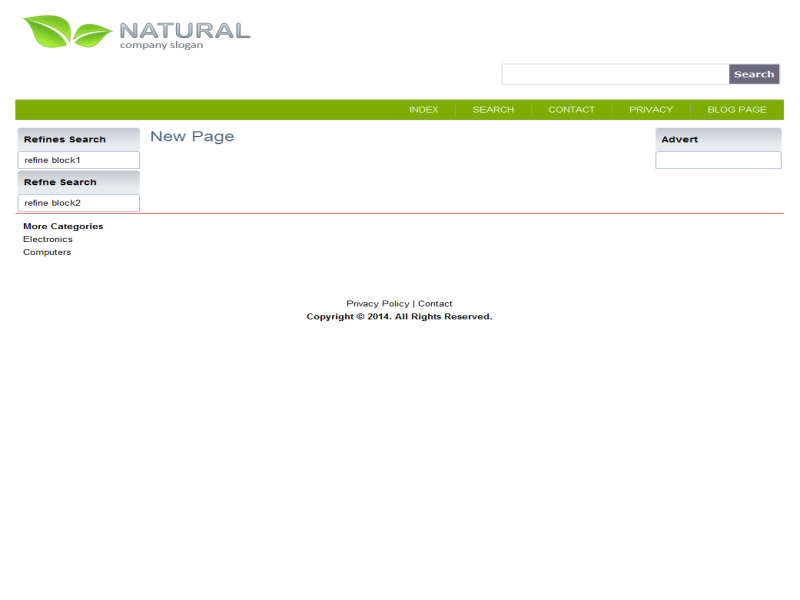 NATURAL
company slogan
Search
INDEX SEARCH CONTACT PRIVACY BLOG PAGE
Refines Search
refine block1
Refne Search
refine block2
New Page
Advert
More Categories
Electronics
Computers
Privacy Policy | Contact
Copyright © 2014. All Rights Reserved.